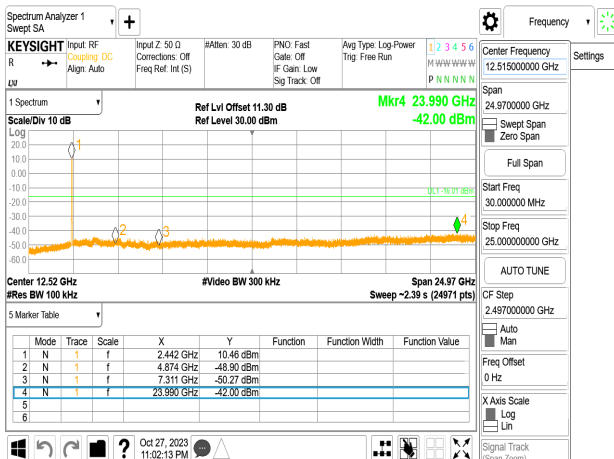 Spectrum Analyzer 1
Swept SA
Frequency
KEYSIGHT
R
LXI
Input: RF
Coupling: DC
Align: Auto
Input Z: 50 Ω
Corrections: Off
Freq Ref: Int (S)
#Atten: 30 dB
PNO: Fast
Gate: Off
IF Gain: Low
Sig Track: Off
Avg Type: Log-Power
Trig: Free Run
1 2 3 4 5 6
M W W W W W
P N N N N N
1 Spectrum
Scale/Div 10 dB
Ref Lvl Offset 11.30 dB
Ref Level 30.00 dBm
Mkr4 23.990 GHz
-42.00 dBm
Log
20.0
10.0
0.00
-10.0
-20.0
-30.0
-40.0
-50.0
-60.0
1
2
3
4
Center 12.52 GHz
#Res BW 100 kHz
#Video BW 300 kHz
Span 24.97 GHz
Sweep ~2.39 s (24971 pts)
5 Marker Table
Mode Trace Scale X Y Function Function Width Function Value
1 N 1 f 2.442 GHz 10.46 dBm
2 N 1 f 4.874 GHz -48.90 dBm
3 N 1 f 7.311 GHz -50.27 dBm
4 N 1 f 23.990 GHz -42.00 dBm
5
6
Oct 27, 2023
11:02:13 PM
Center Frequency
12.515000000 GHz
Settings
Span
24.9700000 GHz
Swept Span
Zero Span
Full Span
Start Freq
30.000000 MHz
Stop Freq
25.000000000 GHz
AUTO TUNE
CF Step
2.497000000 GHz
Auto
Man
Freq Offset
0 Hz
X Axis Scale
Log
Lin
Signal Track
(Span Zoom)